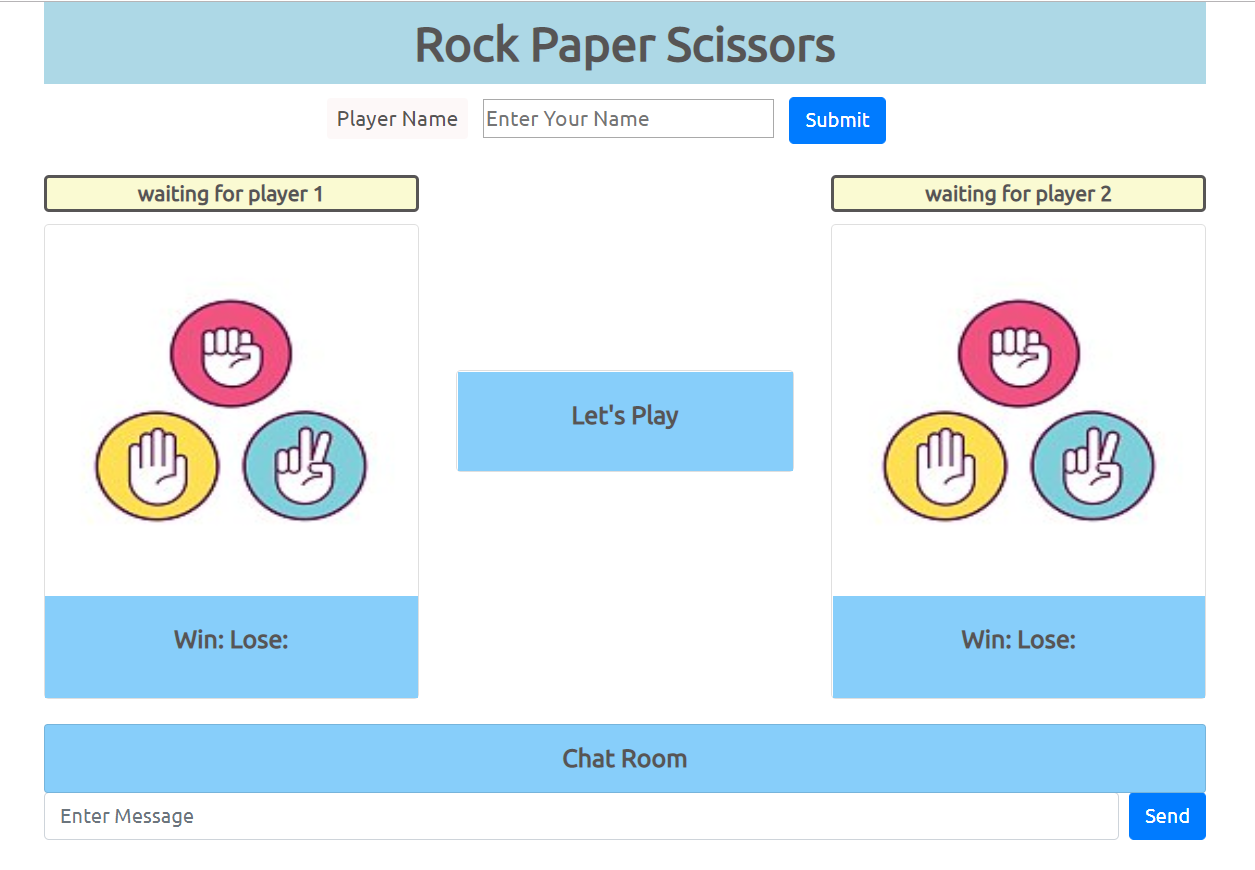 Rock Paper Scissors
Player Name Enter Your Name Submit
waiting for player 1
waiting for player 2
Let's Play
Win: Lose:
Win: Lose:
Chat Room
Enter Message Send